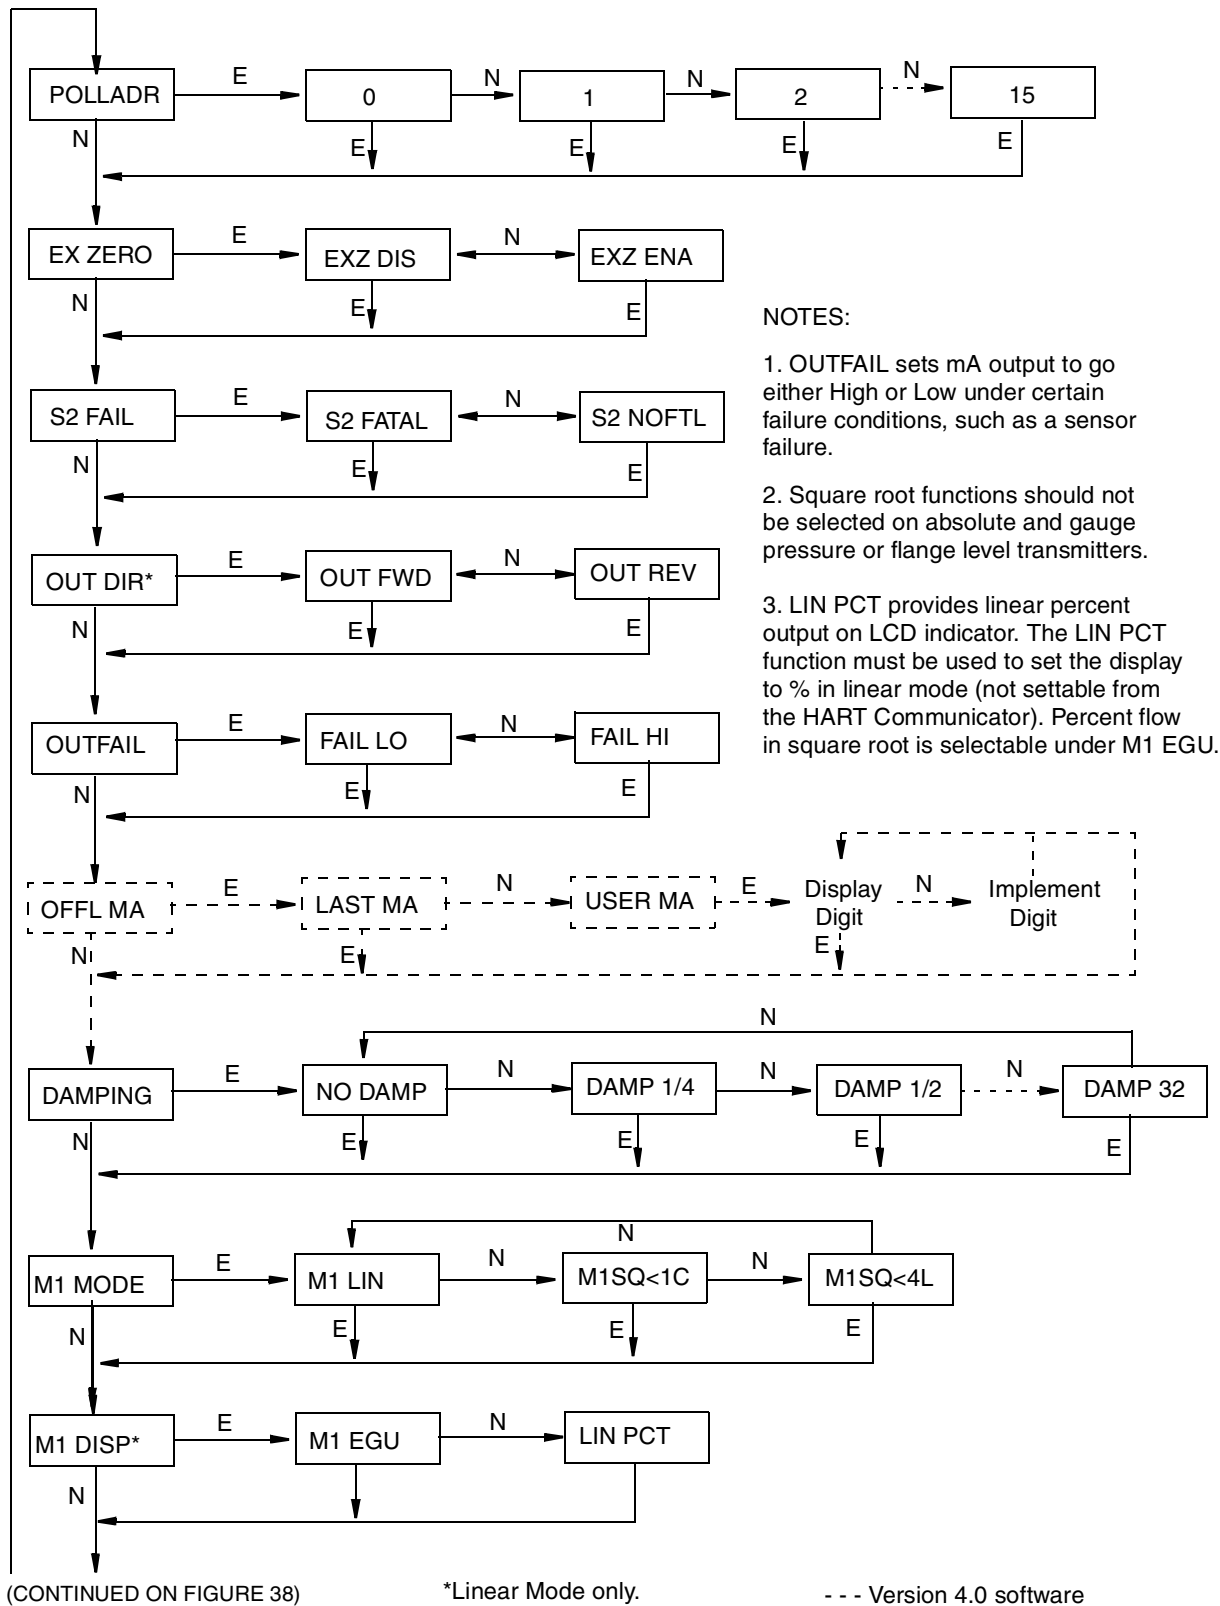 POLLADR
E
0
N
1
N
2
N
15
N
E
E
E
E
EX ZERO
E
EXZ DIS
N
EXZ ENA
N
E
E
S2 FAIL
E
S2 FATAL
N
S2 NOFTL
N
E
E
OUT DIR*
E
OUT FWD
N
OUT REV
N
E
E
OUTFAIL
E
FAIL LO
N
FAIL HI
N
E
E
NOTES:
1. OUTFAIL sets mA output to go
either High or Low under certain
failure conditions, such as a sensor
failure.
2. Square root functions should not
be selected on absolute and gauge
pressure or flange level transmitters.
3. LIN PCT provides linear percent
output on LCD indicator. The LIN PCT
function must be used to set the display
to % in linear mode (not settable from
the HART Communicator). Percent flow
in square root is selectable under M1 EGU.
OFFL MA
E
LAST MA
N
USER MA
E
Display
Digit
N
Implement
Digit
N
E
E
N
DAMPING
E
NO DAMP
N
DAMP 1/4
N
DAMP 1/2
N
DAMP 32
N
E
E
E
E
N
M1 MODE
E
M1 LIN
N
M1SQ<1C
N
M1SQ<4L
N
E
E
E
M1 DISP*
E
M1 EGU
N
LIN PCT
N
(CONTINUED ON FIGURE 38)
*Linear Mode only.
- - - Version 4.0 software